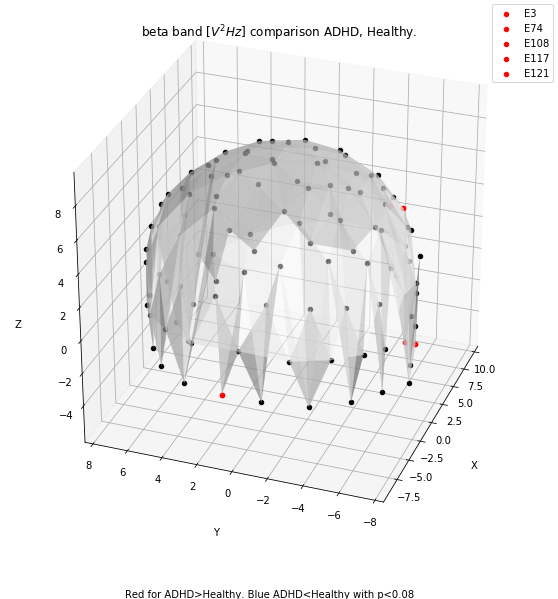 beta band [V²Hz] comparison ADHD, Healthy.
E3
E74
E108
E117
E121
8
6
4
2
0
−2
−4
Z
8
6
4
2
0
−2
−4
−6
−8
Y
10.0
7.5
5.0
2.5
0.0
−2.5
−5.0
−7.5
X
Red for ADHD>Healthy. Blue ADHD<Healthy with p<0.08